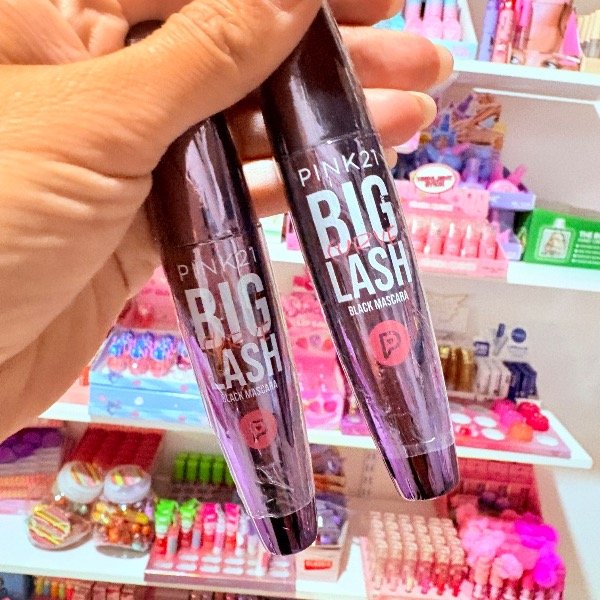 PINK21
BIG
LASH
BLACK MASCARA
P
PINK21
BIG
LASH
BLACK MASCARA
P